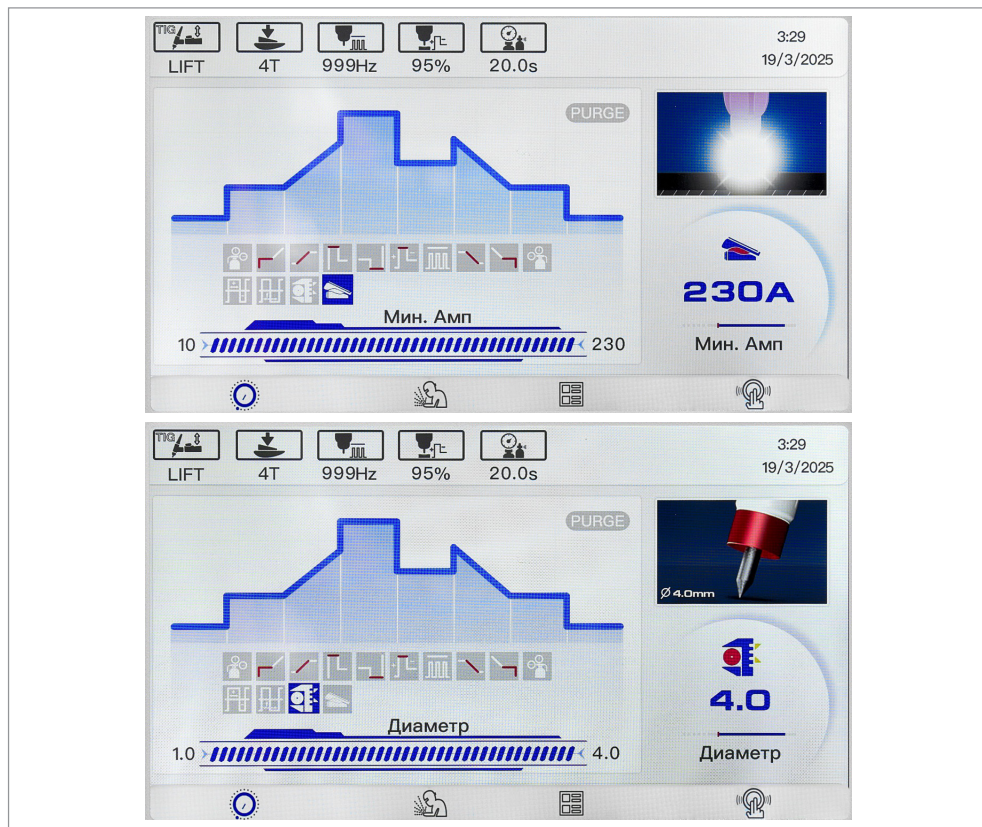 TIG
LIFT 4T 999Hz 95% 20.0s
3:29
19/3/2025
PURGE
230A
Мин. Амп
Мин. Амп
10 230
TIG
LIFT 4T 999Hz 95% 20.0s
3:29
19/3/2025
PURGE
Ø 4.0mm
4.0
Диаметр
Диаметр
1.0 4.0